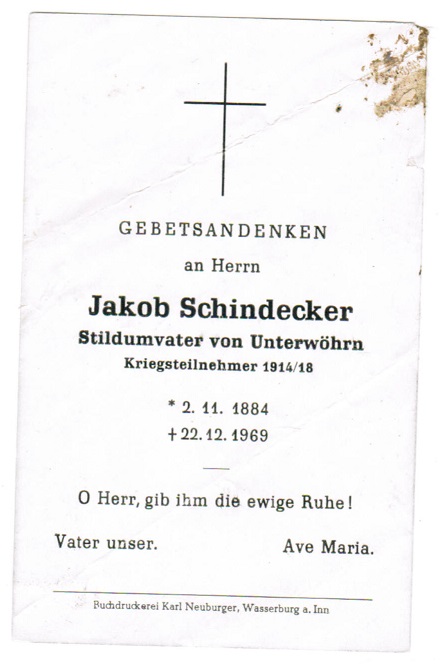 GEBETSANDENKEN
an Herrn
Jakob Schindecker
Stildumvater von Unterwöhrn
Kriegsteilnehmer 1914/18
* 2. 11. 1884
† 22. 12. 1969
O Herr, gib ihm die ewige Ruhe!
Vater unser. Ave Maria.
Buchdruckerei Karl Neuburger, Wasserburg a. Inn